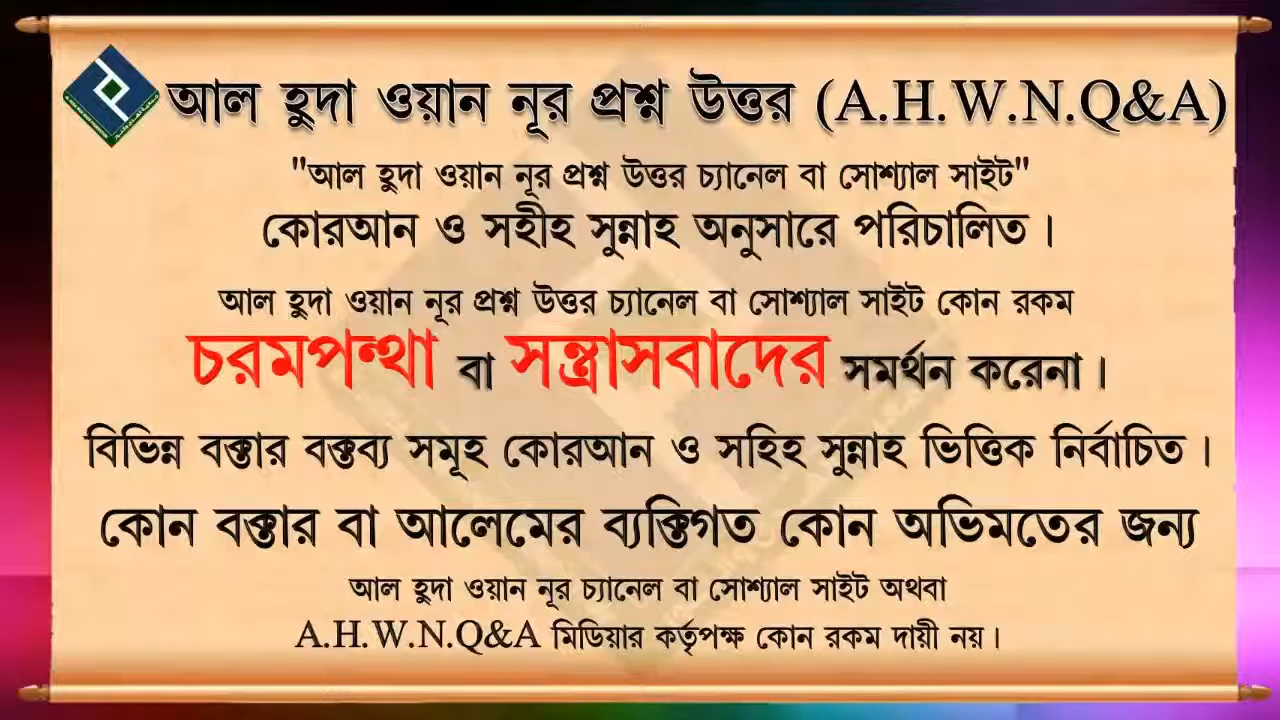 আল হুদা ওয়ান নূর প্রশ্ন উত্তর (A.H.W.N.Q&A)
"আল হুদা ওয়ান নূর প্রশ্ন উত্তর চ্যানেল বা সোশ্যাল সাইট"
কোরআন ও সহীহ সুন্নাহ অনুসারে পরিচালিত।
আল হুদা ওয়ান নূর প্রশ্ন উত্তর চ্যানেল বা সোশ্যাল সাইট কোন রকম
চরমপন্থা বা সন্ত্রাসবাদের সমর্থন করেনা।
বিভিন্ন বক্তার বক্তব্য সমূহ কোরআন ও সহিহ সুন্নাহ ভিত্তিক নির্বাচিত।
কোন বক্তার বা আলেমের ব্যক্তিগত কোন অভিমতের জন্য
আল হুদা ওয়ান নূর চ্যানেল বা সোশ্যাল সাইট অথবা
A.H.W.N.Q&A মিডিয়ার কর্তৃপক্ষ কোন রকম দায়ী নয়।